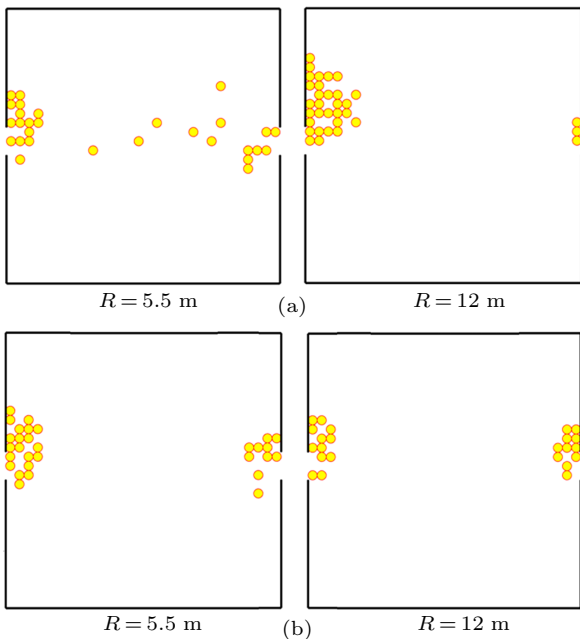 R = 5.5 m
R = 12 m
(a)
R = 5.5 m
R = 12 m
(b)